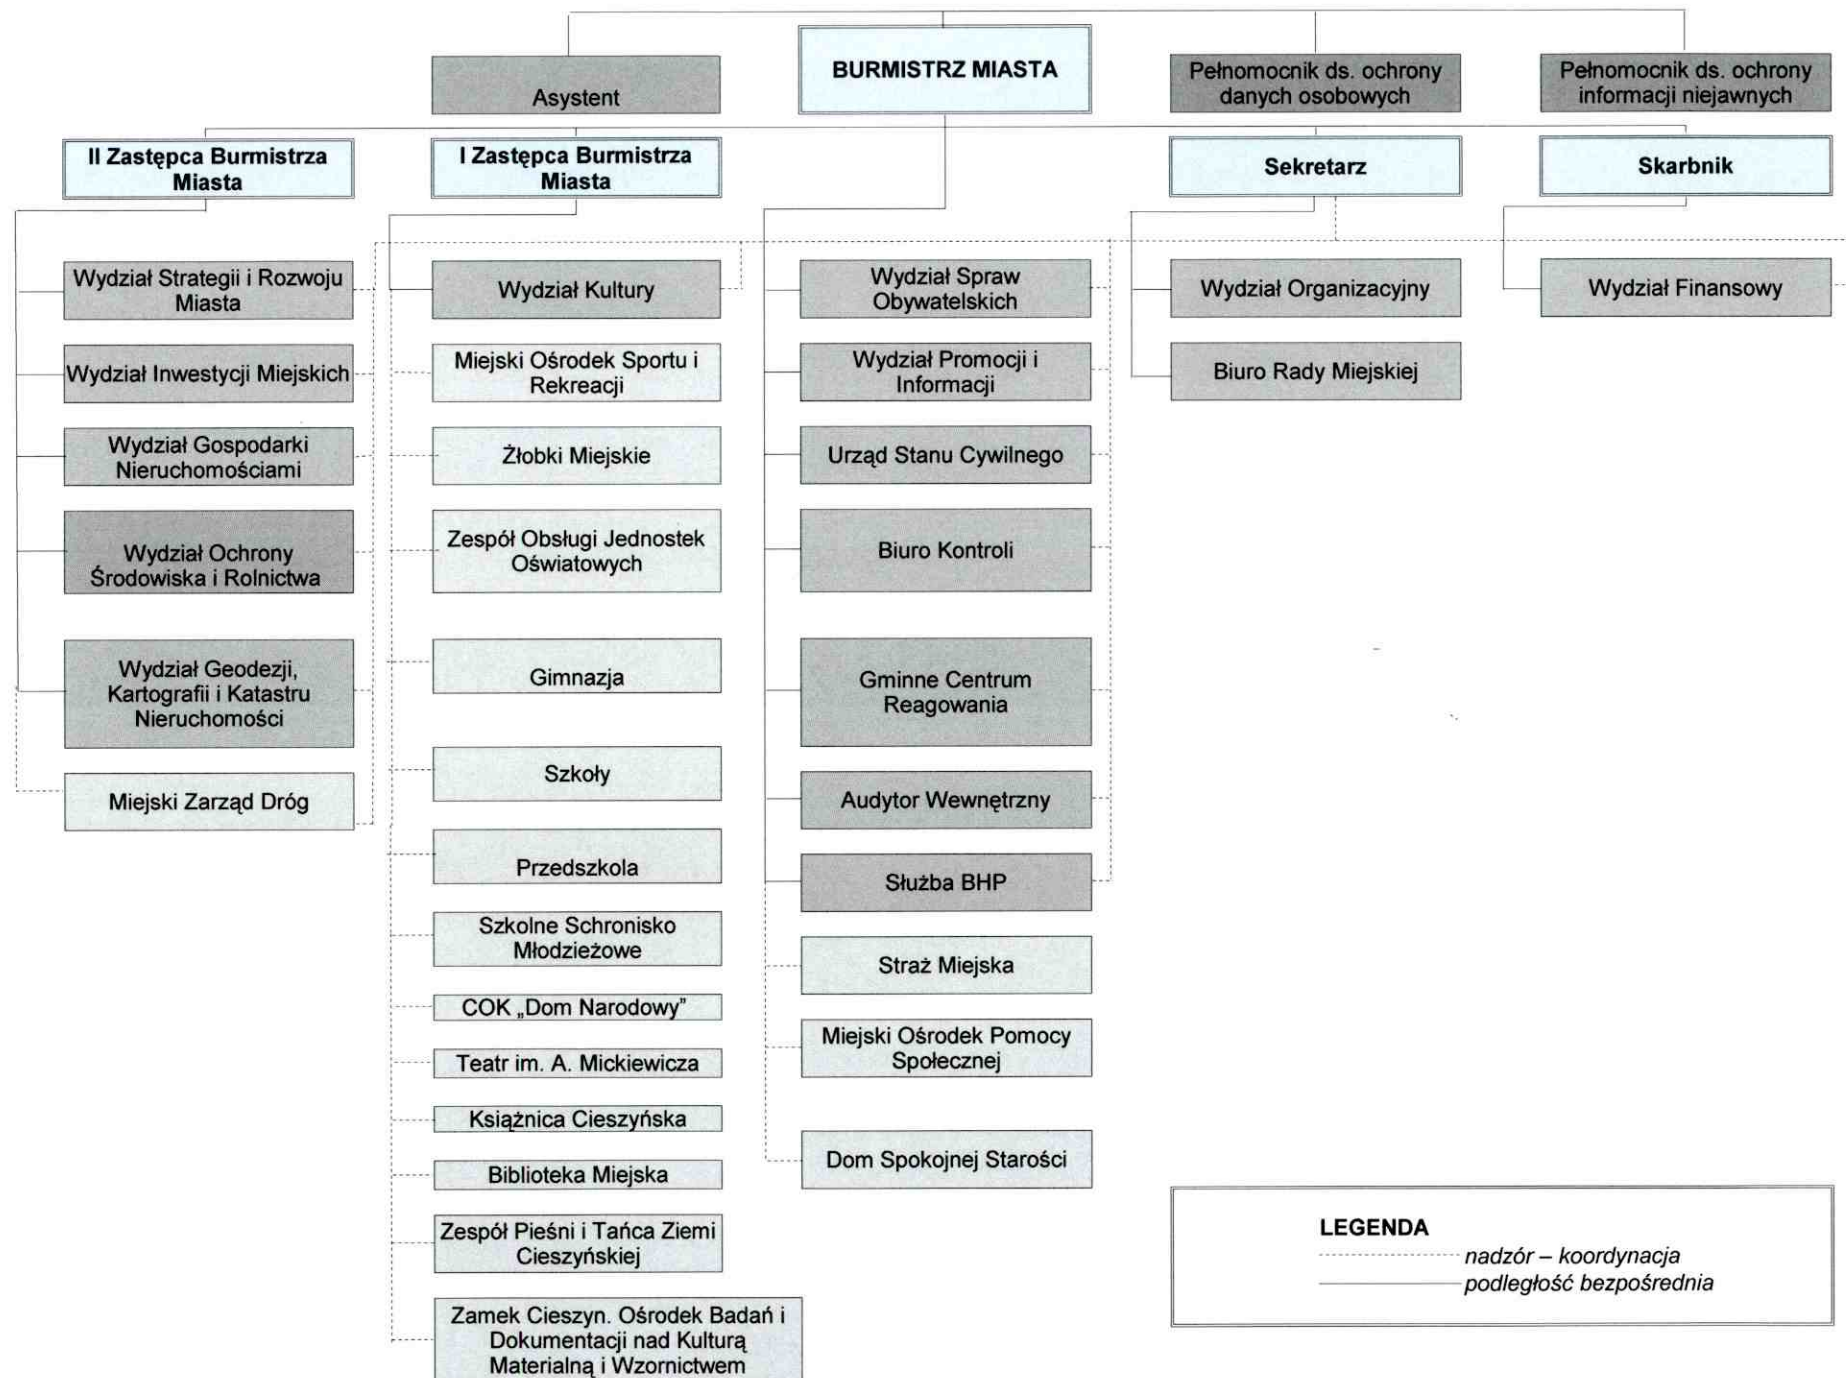 BURMISTRZ MIASTA
Asystent
Pełnomocnik ds. ochrony
danych osobowych
Pełnomocnik ds. ochrony
informacji niejawnych
II Zastępca Burmistrza
Miasta
I Zastępca Burmistrza
Miasta
Sekretarz
Skarbnik
Wydział Strategii i Rozwoju
Miasta
Wydział Inwestycji Miejskich
Wydział Gospodarki
Nieruchomościami
Wydział Ochrony
Środowiska i Rolnictwa
Wydział Geodezji,
Kartografii i Katastru
Nieruchomości
Miejski Zarząd Dróg
Wydział Kultury
Miejski Ośrodek Sportu i
Rekreacji
Żłobki Miejskie
Zespół Obsługi Jednostek
Oświatowych
Gimnazja
Szkoły
Przedszkola
Szkolne Schronisko
Młodzieżowe
COK „Dom Narodowy”
Teatr im. A. Mickiewicza
Książnica Cieszyńska
Biblioteka Miejska
Zespół Pieśni i Tańca Ziemi
Cieszyńskiej
Zamek Cieszyn. Ośrodek Badań i
Dokumentacji nad Kulturą
Materialną i Wzornictwem
Wydział Spraw
Obywatelskich
Wydział Promocji i
Informacji
Urząd Stanu Cywilnego
Biuro Kontroli
Gminne Centrum
Reagowania
Audytor Wewnętrzny
Służba BHP
Straż Miejska
Miejski Ośrodek Pomocy
Społecznej
Dom Spokojnej Starości
Wydział Organizacyjny
Biuro Rady Miejskiej
Wydział Finansowy
LEGENDA
nadzór – koordynacja
podległość bezpośrednia